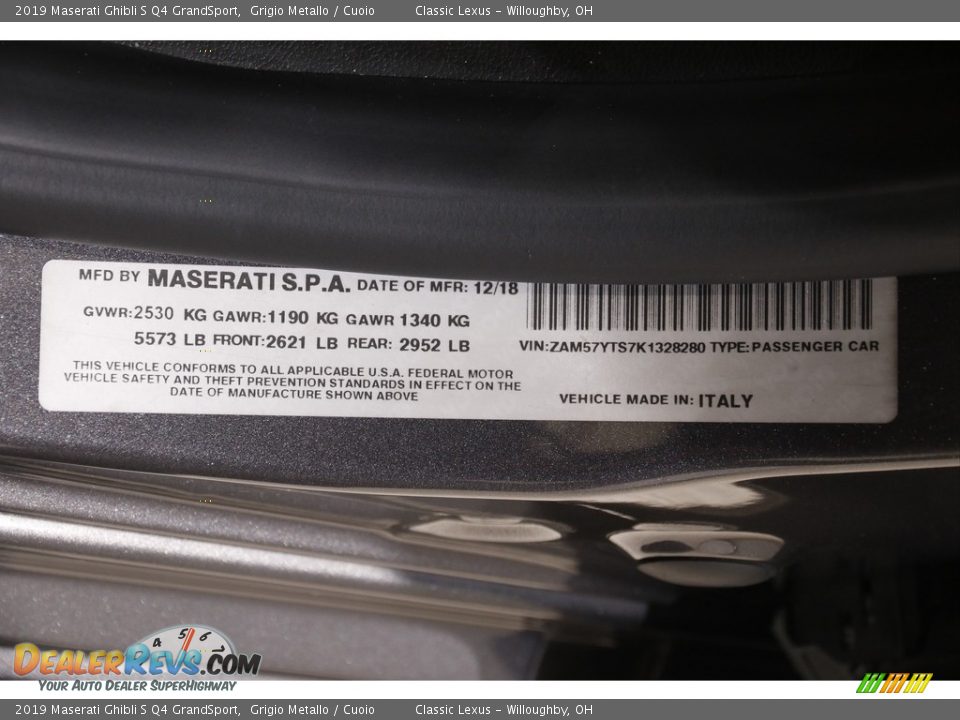 2019 Maserati Ghibli S Q4 GrandSport, Grigio Metallo / Cuoio Classic Lexus - Willoughby, OH
MFD BY MASERATI S.P.A. DATE OF MFR: 12/18
GVWR:2530 KG GAWR:1190 KG GAWR 1340 KG
5573 LB FRONT:2621 LB REAR: 2952 LB
VIN:ZAM57YTS7K1328280 TYPE:PASSENGER CAR
THIS VEHICLE CONFORMS TO ALL APPLICABLE U.S.A. FEDERAL MOTOR
VEHICLE SAFETY AND THEFT PREVENTION STANDARDS IN EFFECT ON THE
DATE OF MANUFACTURE SHOWN ABOVE
VEHICLE MADE IN: ITALY
4 5 6 7
DEALERREVS.COM
YOUR AUTO DEALER SUPERHIGHWAY
2019 Maserati Ghibli S Q4 GrandSport, Grigio Metallo / Cuoio Classic Lexus - Willoughby, OH